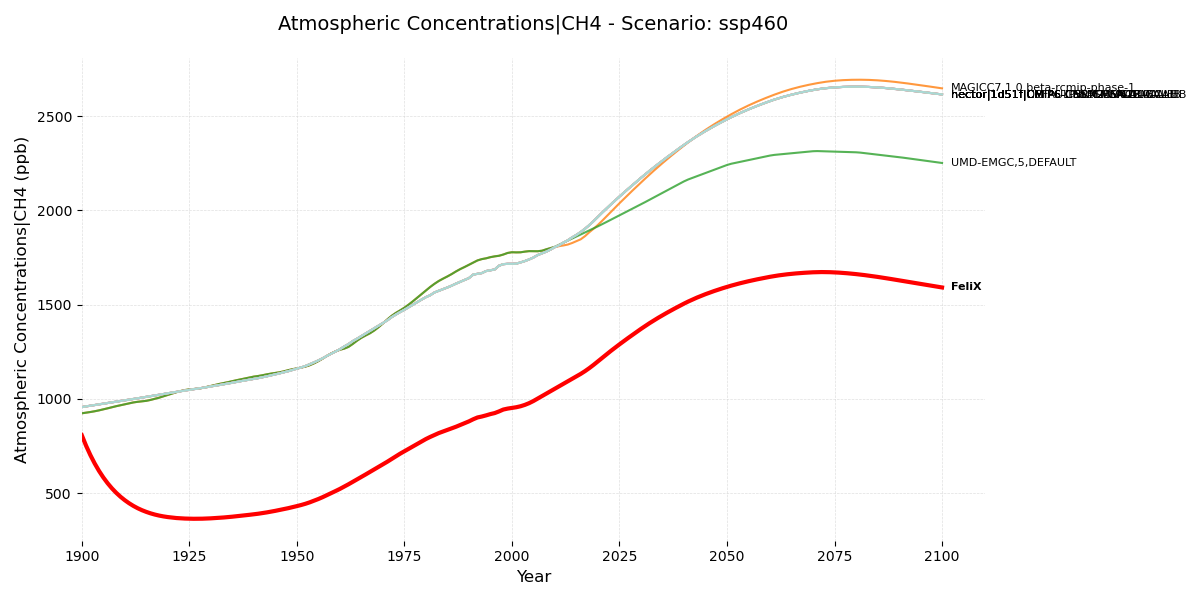 Atmospheric Concentrations|CH4 - Scenario: ssp460
Atmospheric Concentrations|CH4 (ppb)
2500
2000
1500
1000
500
MAGICC7.1.0.beta-rcmip-phase-1
UMD-EMGC,5,DEFAULT
FeliX
1900
1925
1950
1975
2000
2025
2050
2075
2100
Year